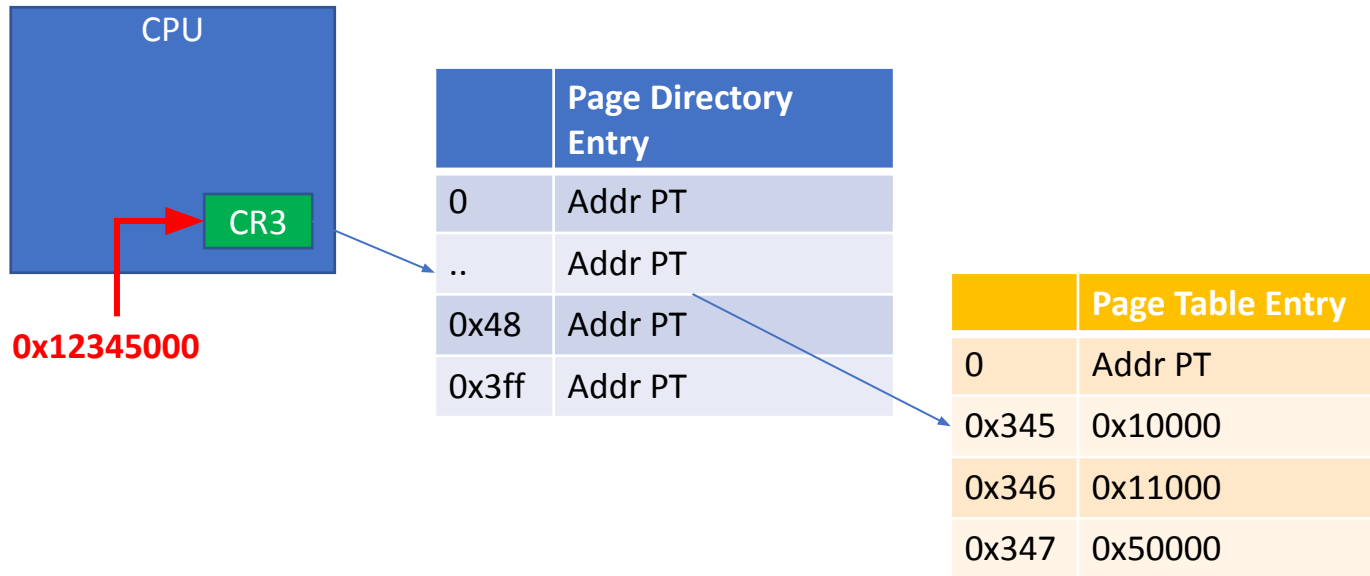 CPU
CR3
0x12345000
Page Directory
Entry
0 Addr PT
.. Addr PT
0x48 Addr PT
0x3ff Addr PT
Page Table Entry
0 Addr PT
0x345 0x10000
0x346 0x11000
0x347 0x50000